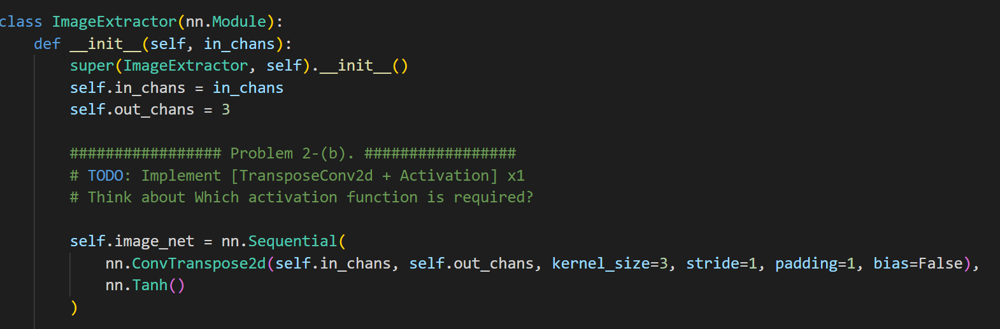 class ImageExtractor(nn.Module):
    def __init__(self, in_chans):
        super(ImageExtractor, self).__init__()
        self.in_chans = in_chans
        self.out_chans = 3

        ################# Problem 2-(b). #################
        # TODO: Implement [TransposeConv2d + Activation] x1
        # Think about Which activation function is required?

        self.image_net = nn.Sequential(
            nn.ConvTranspose2d(self.in_chans, self.out_chans, kernel_size=3, stride=1, padding=1, bias=False),
            nn.Tanh()
        )